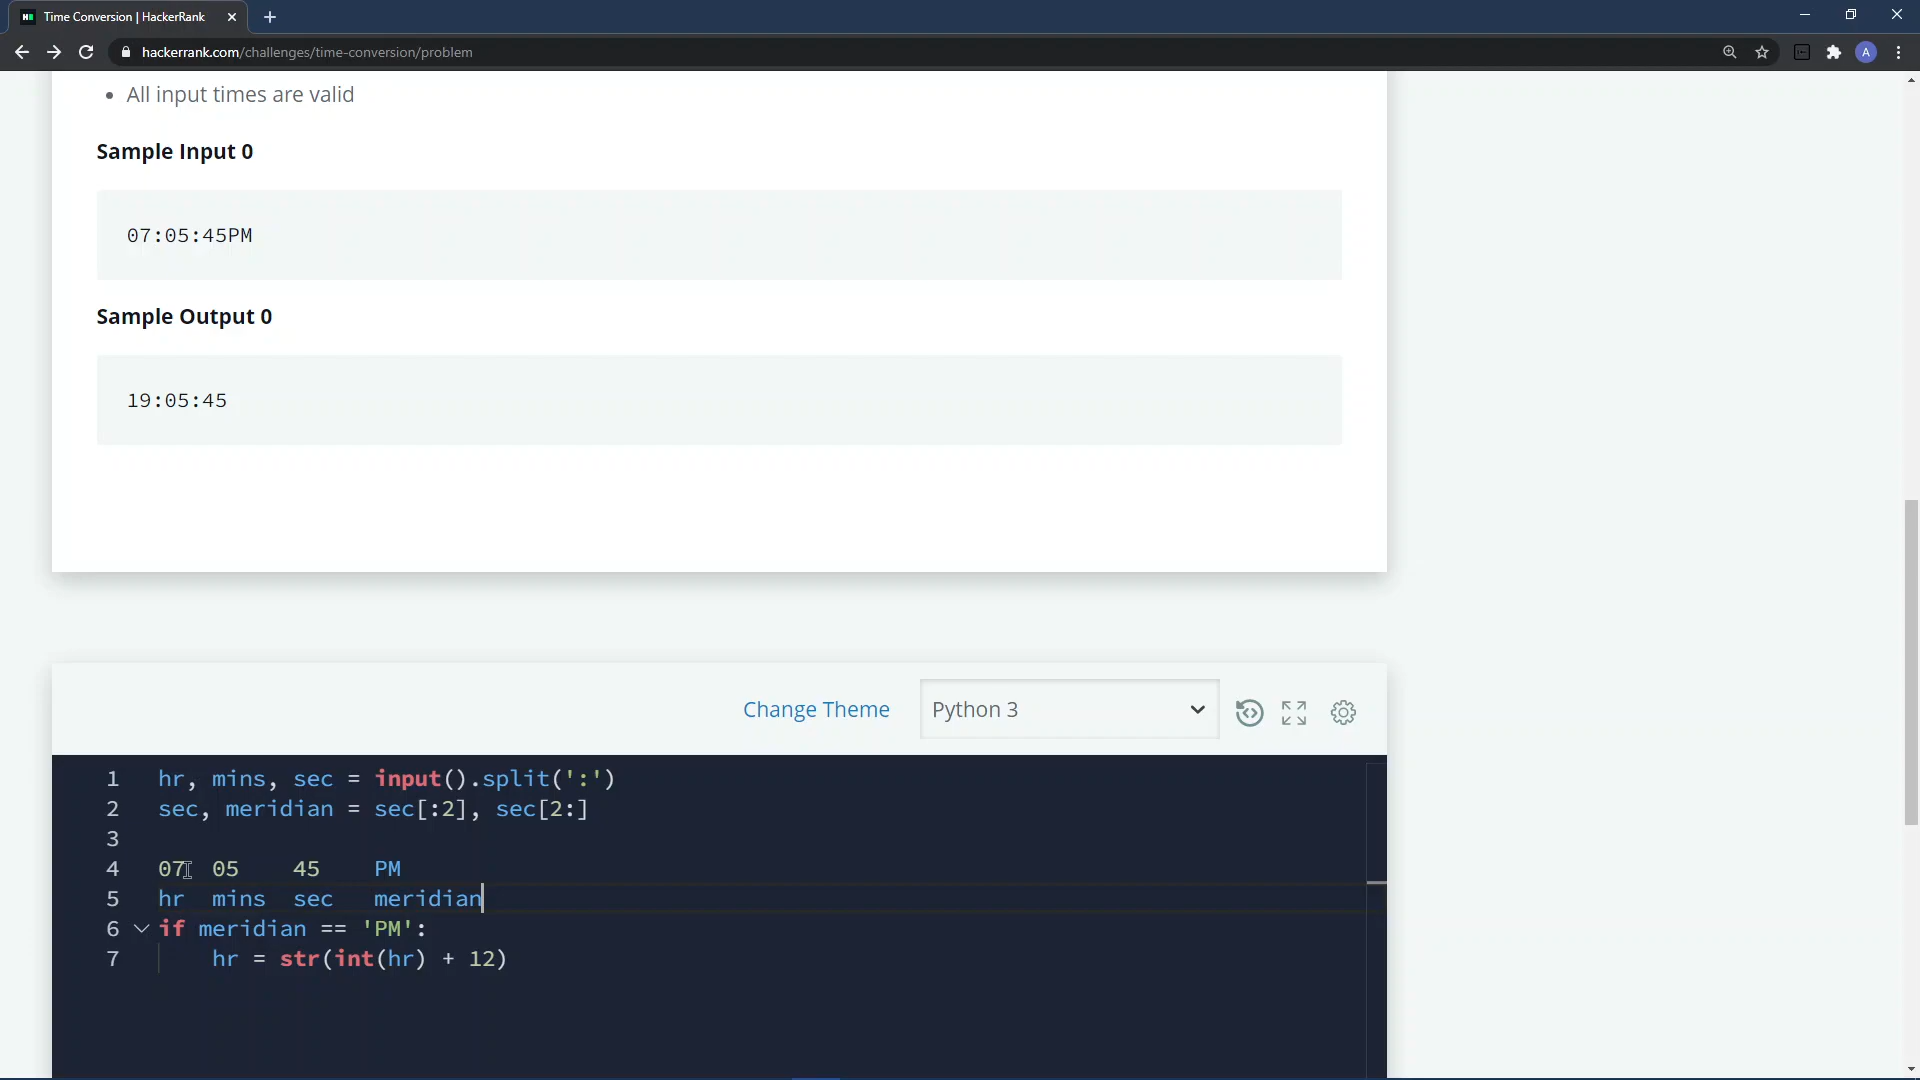 Time Conversion | HackerRank
hackerrank.com/challenges/time-conversion/problem
A
• All input times are valid
Sample Input 0
07:05:45PM
Sample Output 0
19:05:45
Change Theme
Python 3
1 hr, mins, sec = input().split(':')
2 sec, meridian = sec[:2], sec[2:]
3
4 07 05 45 PM
5 hr mins sec meridian
6 if meridian == 'PM':
7 hr = str(int(hr) + 12)